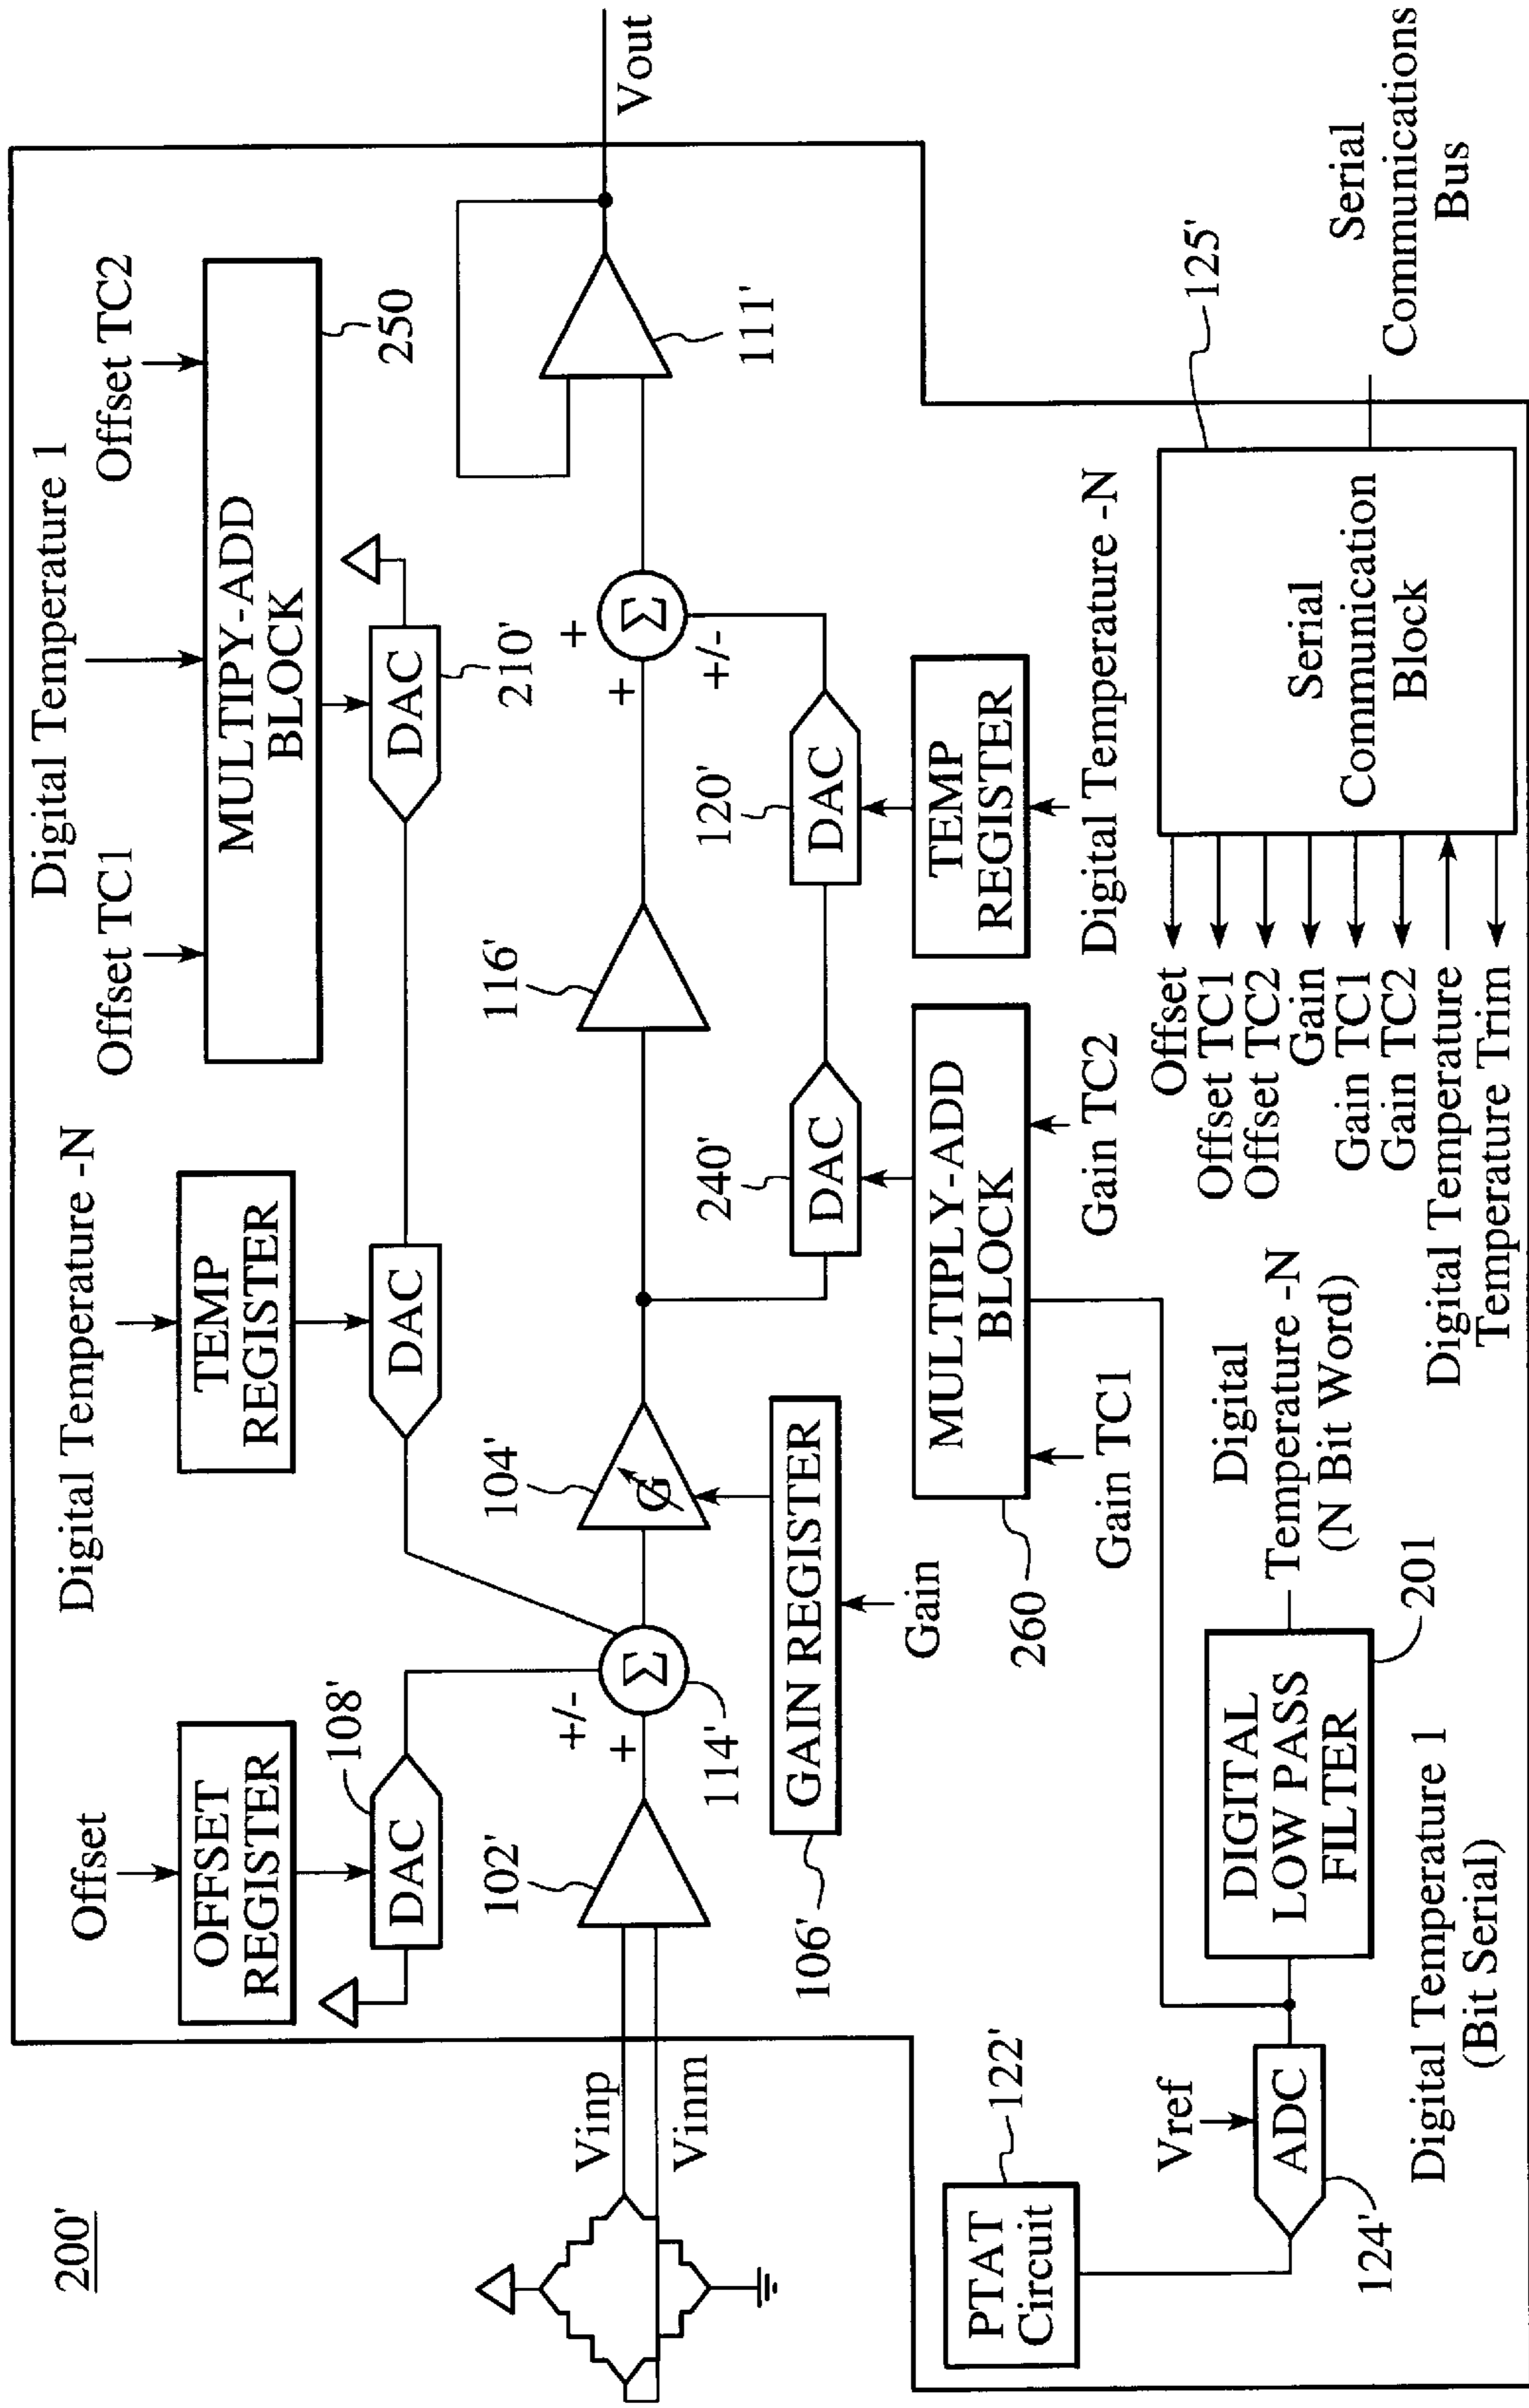 200'
Offset
OFFSET
REGISTER
DAC
108'
Digital Temperature -N
TEMP
REGISTER
DAC
Offset TC1
Digital Temperature 1
Offset TC2
MULTIPY-ADD
BLOCK
250
DAC
210'
Vinp
Vinm
102'
+/-
+
Σ
114'
104'
G
GAIN REGISTER
106'
Gain
116'
+
+
+/-
Σ
111'
Vout
240'
DAC
120'
DAC
MULTIPLY-ADD
BLOCK
260
Gain TC1
Gain TC2
TEMP
REGISTER
Digital Temperature -N
PTAT
Circuit
122'
Vref
ADC
124'
Digital Temperature 1
(Bit Serial)
DIGITAL
LOW PASS
FILTER
201
Digital
Temperature -N
(N Bit Word)
Offset
Offset TC1
Offset TC2
Gain
Gain TC1
Gain TC2
Digital Temperature
Temperature Trim
Serial
Communication
Block
125'
Serial
Communications
Bus